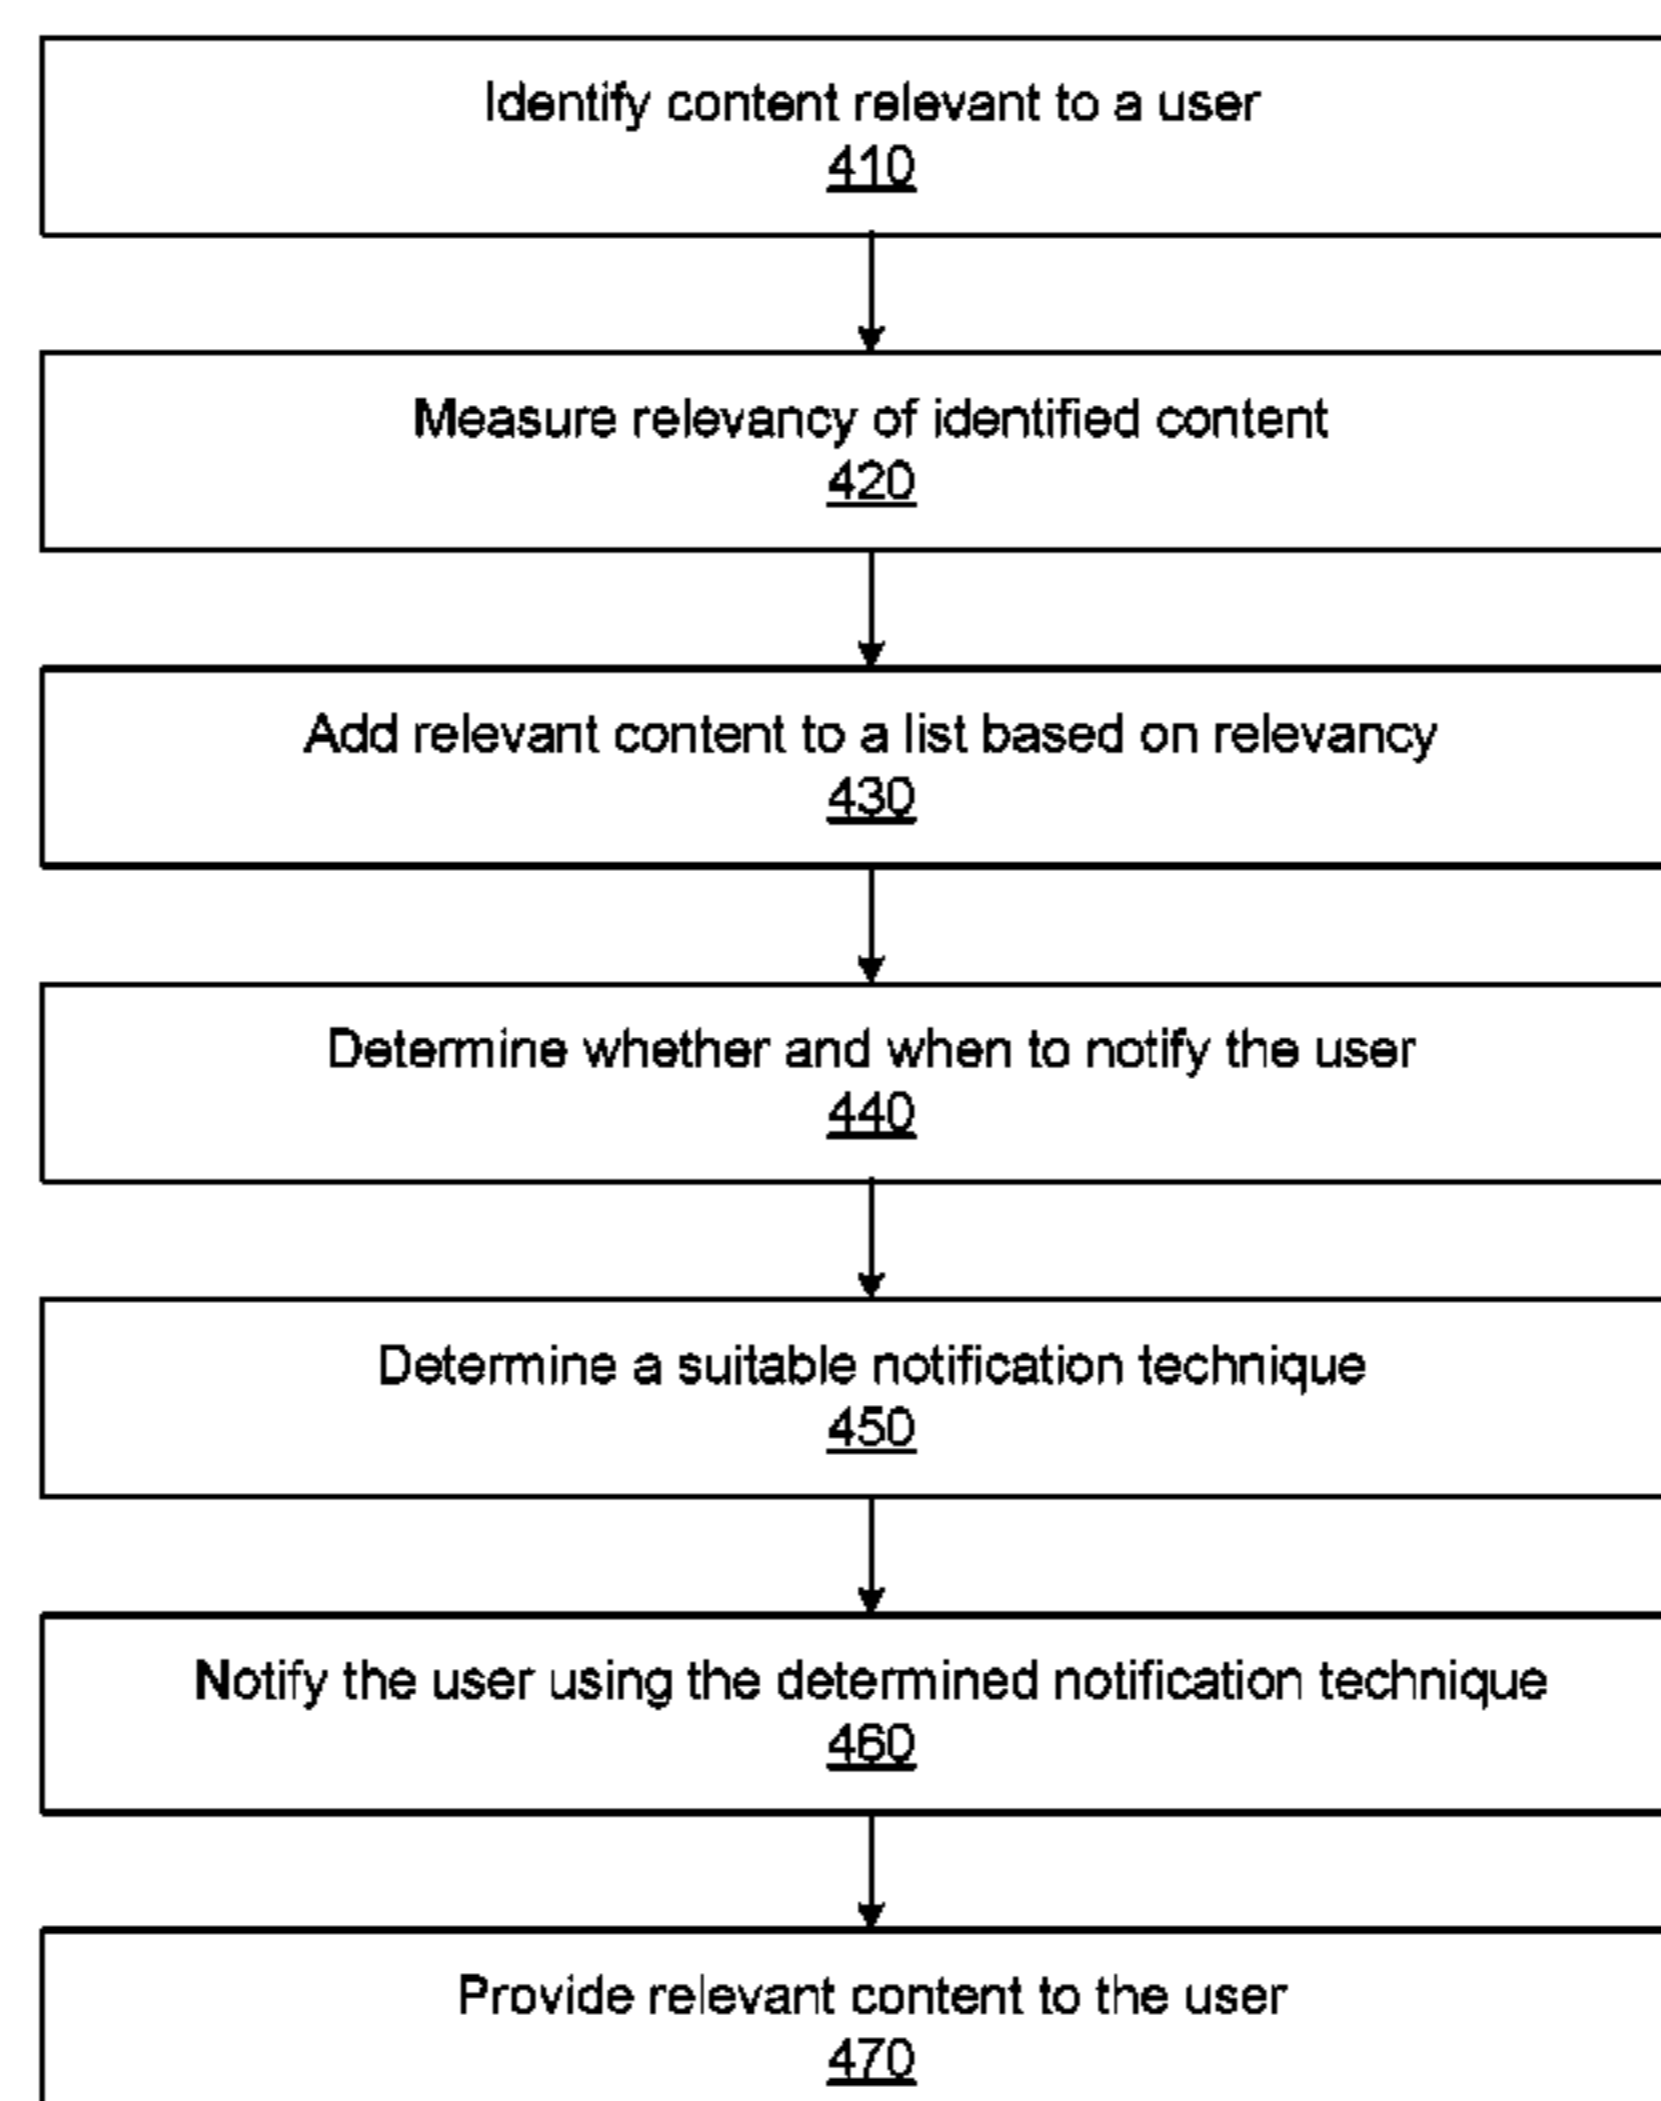 Identify content relevant to a user
410
Measure relevancy of identified content
420
Add relevant content to a list based on relevancy
430
Determine whether and when to notify the user
440
Determine a suitable notification technique
450
Notify the user using the determined notification technique
460
Provide relevant content to the user
470